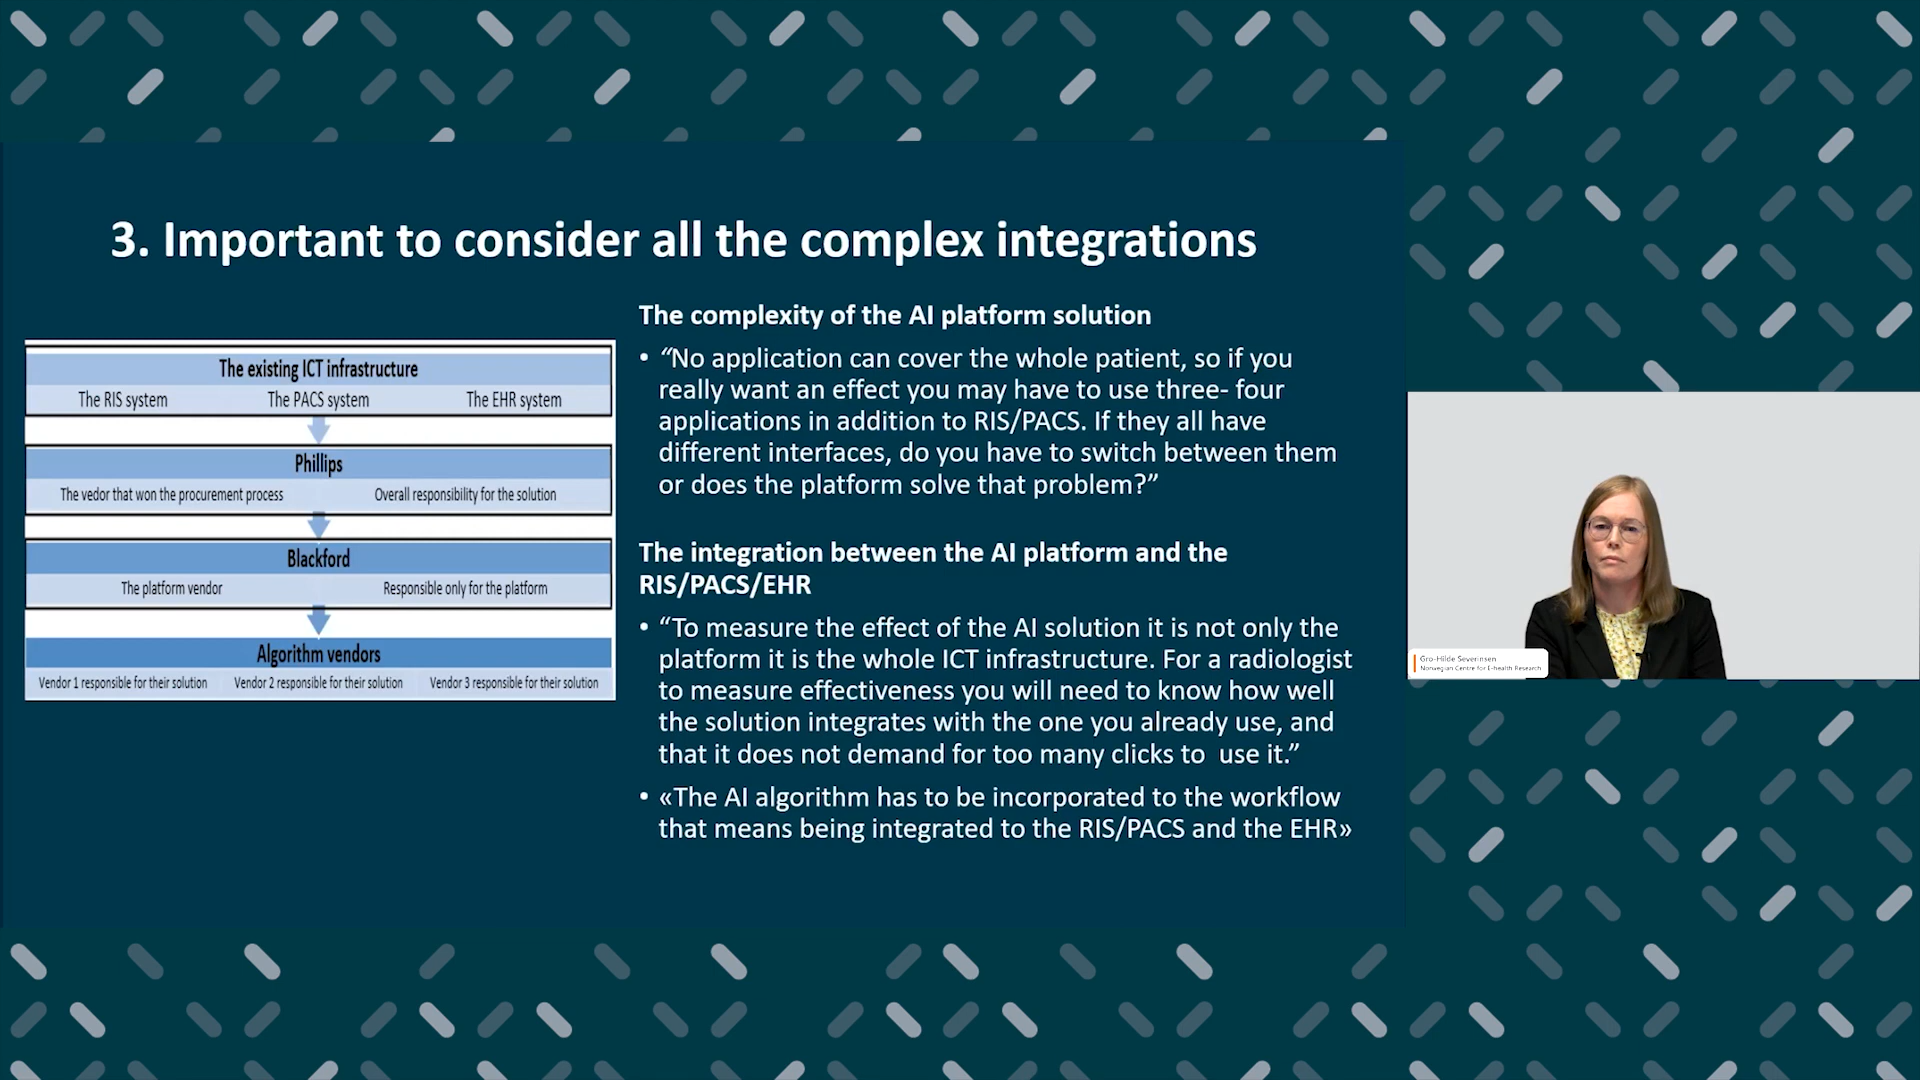 3. Important to consider all the complex integrations
The existing ICT infrastructure
The RIS system The PACS system The EHR system
Phillips
The vedor that won the procurement process Overall responsibility for the solution
Blackford
The platform vendor Responsible only for the platform
Algorithm vendors
Vendor 1 responsible for their solution Vendor 2 responsible for their solution Vendor 3 responsible for their solution
The complexity of the AI platform solution
• “No application can cover the whole patient, so if you
really want an effect you may have to use three- four
applications in addition to RIS/PACS. If they all have
different interfaces, do you have to switch between them
or does the platform solve that problem?”
The integration between the AI platform and the
RIS/PACS/EHR
• “To measure the effect of the AI solution it is not only the
platform it is the whole ICT infrastructure. For a radiologist
to measure effectiveness you will need to know how well
the solution integrates with the one you already use, and
that it does not demand for too many clicks to use it.”
• «The AI algorithm has to be incorporated to the workflow
that means being integrated to the RIS/PACS and the EHR»
Gro-Hilde Severinsen
Norwegian Centre for E-health Research